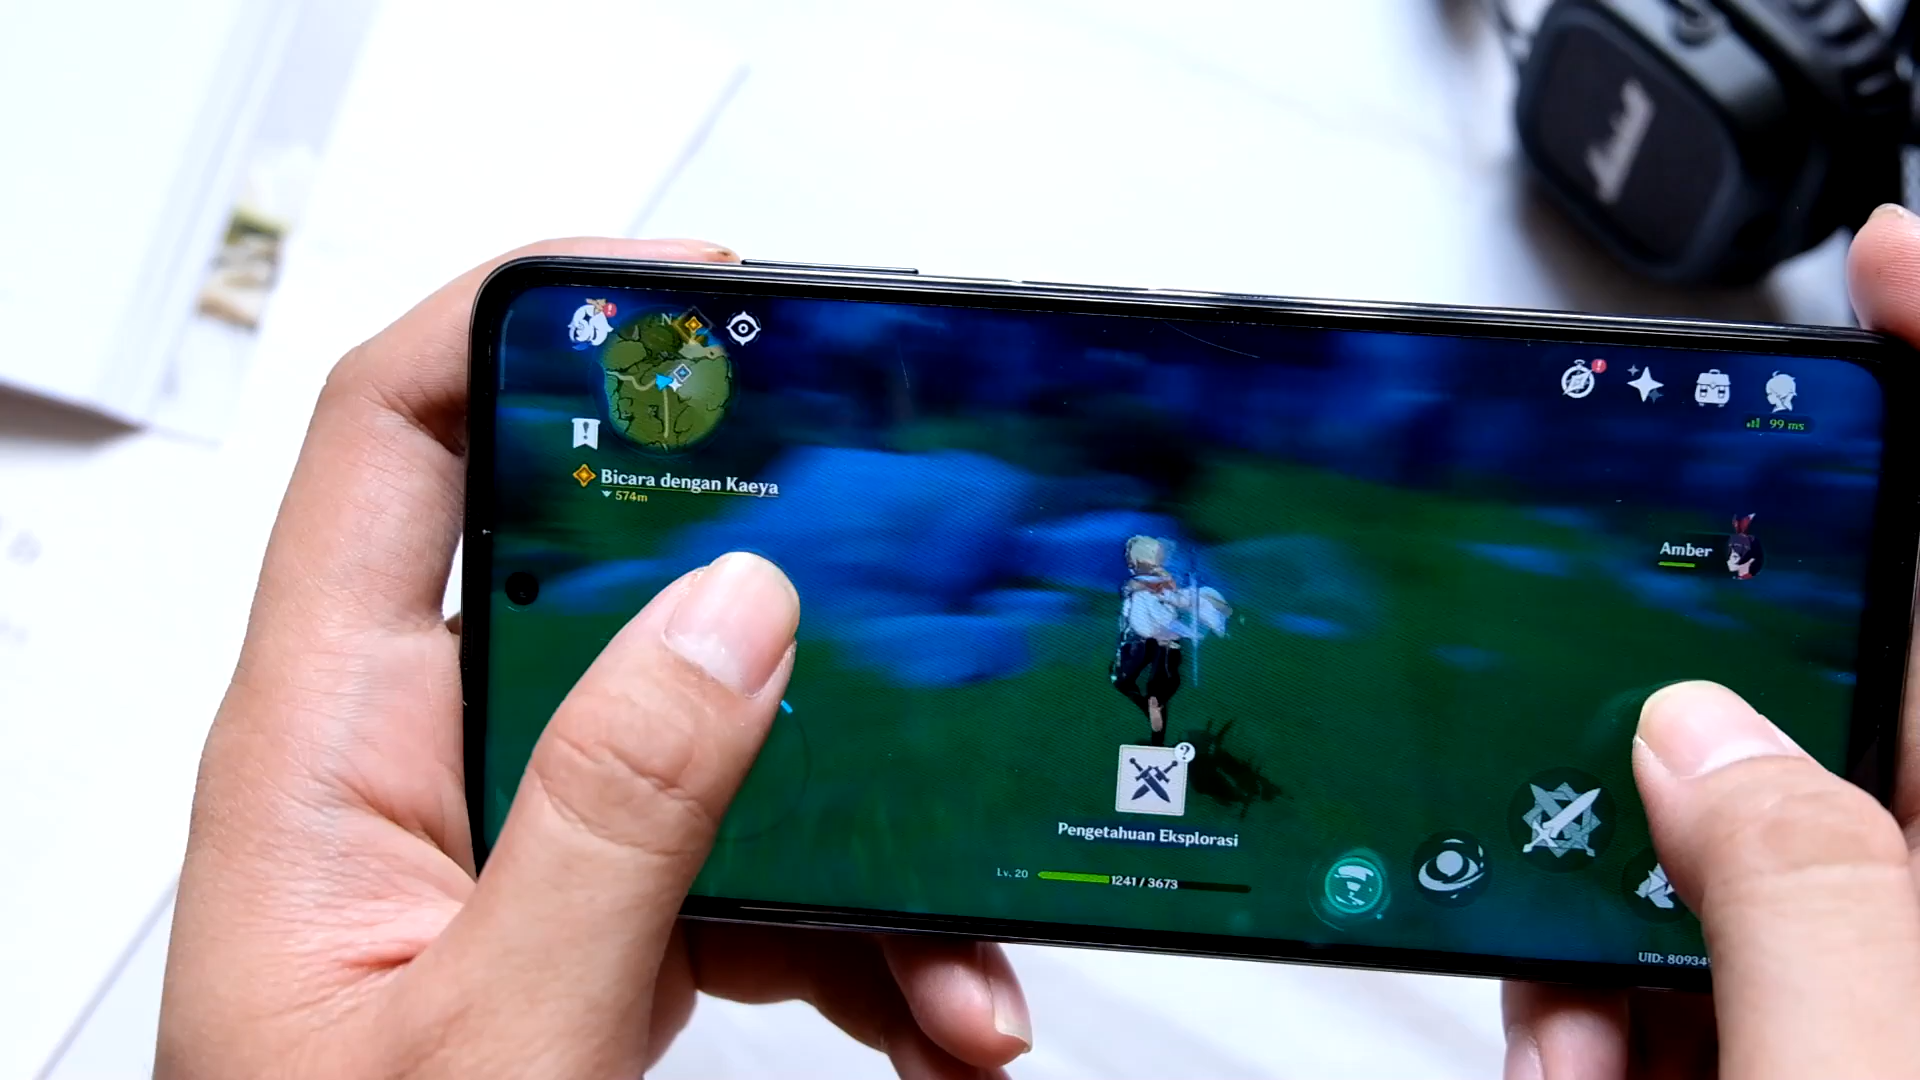 N
99 ms
Bicara dengan Kaeya
574m
Amber
?
Pengetahuan Eksplorasi
Lv. 20
1241 / 3673
UID: 80934